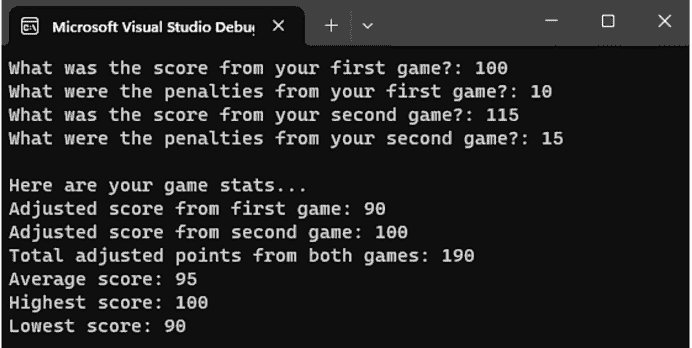 Microsoft Visual Studio Debug
What was the score from your first game?: 100
What were the penalties from your first game?: 10
What was the score from your second game?: 115
What were the penalties from your second game?: 15
Here are your game stats...
Adjusted score from first game: 90
Adjusted score from second game: 100
Total adjusted points from both games: 190
Average score: 95
Highest score: 100
Lowest score: 90